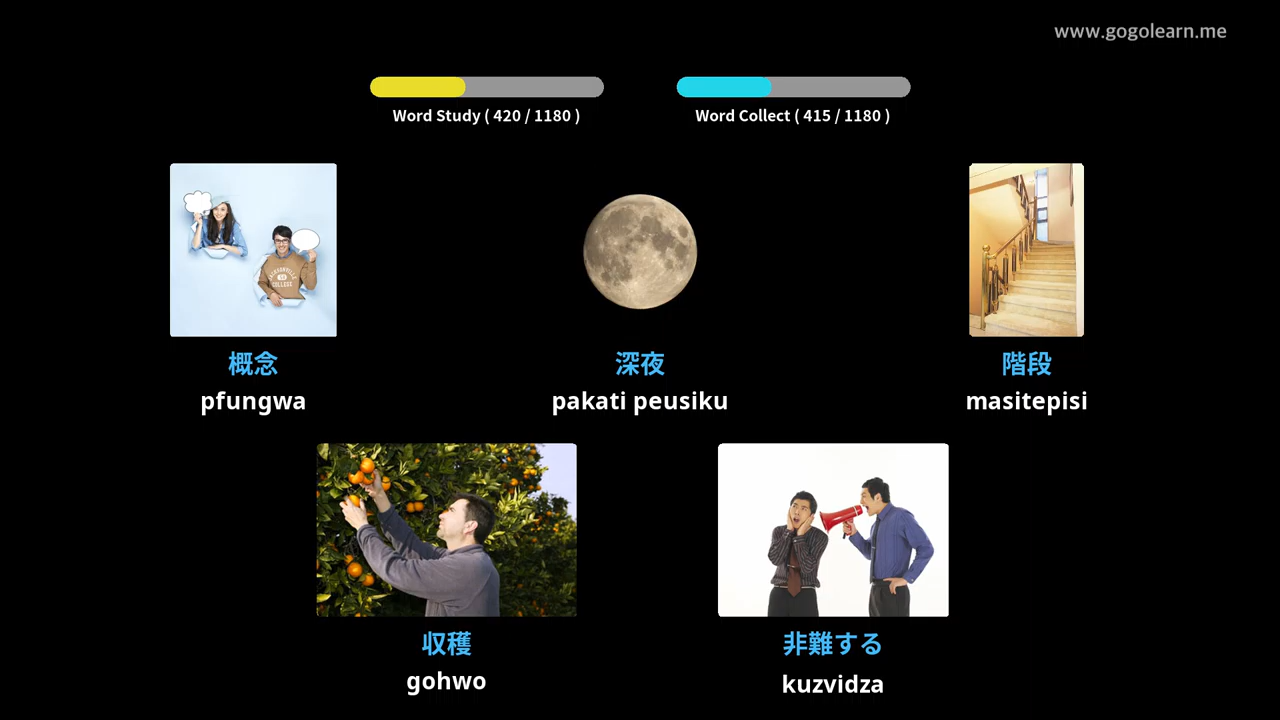 www.gogolearn.me
Word Study ( 420 / 1180 )
Word Collect ( 415 / 1180 )
概念
pfungwa
深夜
pakati peusiku
階段
masitepisi
収穫
gohwo
非難する
kuzvidza